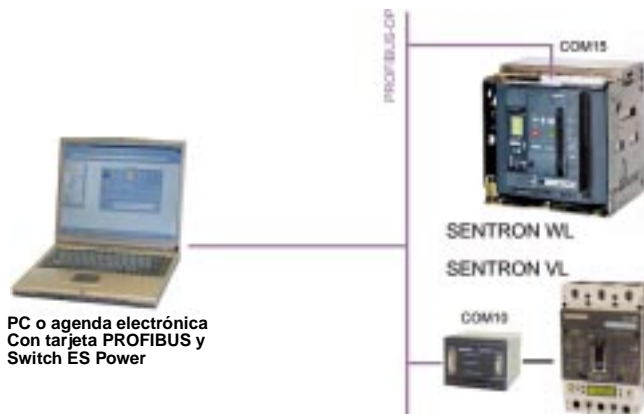 PROFIBUS-DP
COM15
SENTRON WL
SENTRON VL
COM10
PC o agenda electrónica
Con tarjeta PROFIBUS y
Switch ES Power